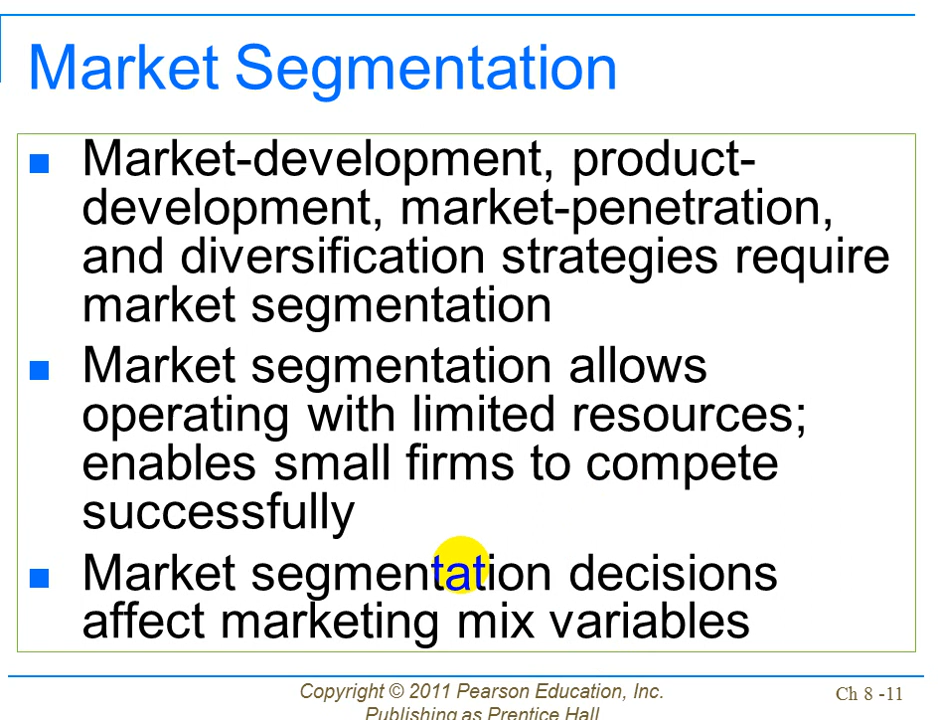 Market Segmentation
Market-development, product-
development, market-penetration,
and diversification strategies require
market segmentation
Market segmentation allows
operating with limited resources;
enables small firms to compete
successfully
Market segmentation decisions
affect marketing mix variables
Copyright © 2011 Pearson Education, Inc.
Publishing as Prentice Hall
Ch 8 -11